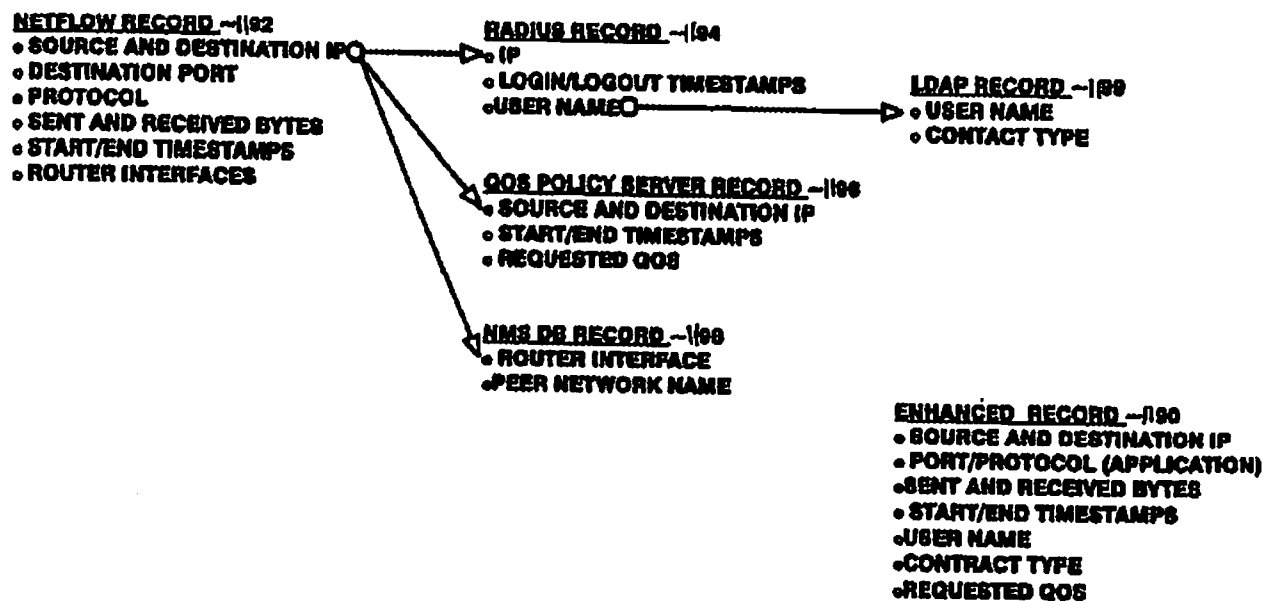 NETFLOW RECORD ~192
• SOURCE AND DESTINATION IP
• DESTINATION PORT
• PROTOCOL
• SENT AND RECEIVED BYTES
• START/END TIMESTAMPS
• ROUTER INTERFACES
RADIUS RECORD ~194
• IP
• LOGIN/LOGOUT TIMESTAMPS
• USER NAME
LDAP RECORD ~199
• USER NAME
• CONTACT TYPE
QOS POLICY SERVER RECORD ~196
• SOURCE AND DESTINATION IP
• START/END TIMESTAMPS
• REQUESTED QOS
NMS DB RECORD ~198
• ROUTER INTERFACE
• PEER NETWORK NAME
ENHANCED RECORD ~190
• SOURCE AND DESTINATION IP
• PORT/PROTOCOL (APPLICATION)
• SENT AND RECEIVED BYTES
• START/END TIMESTAMPS
• USER NAME
• CONTRACT TYPE
• REQUESTED QOS